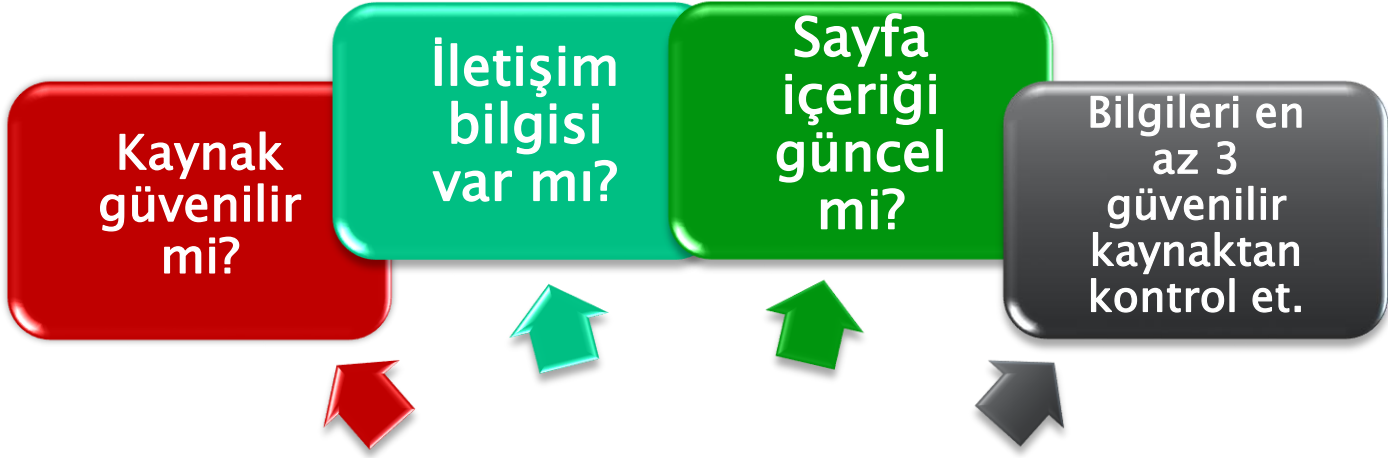 Kaynak
güvenilir
mi?
İletişim
bilgisi
var mı?
Sayfa
içeriği
güncel
mi?
Bilgileri en
az 3
güvenilir
kaynaktan
kontrol et.